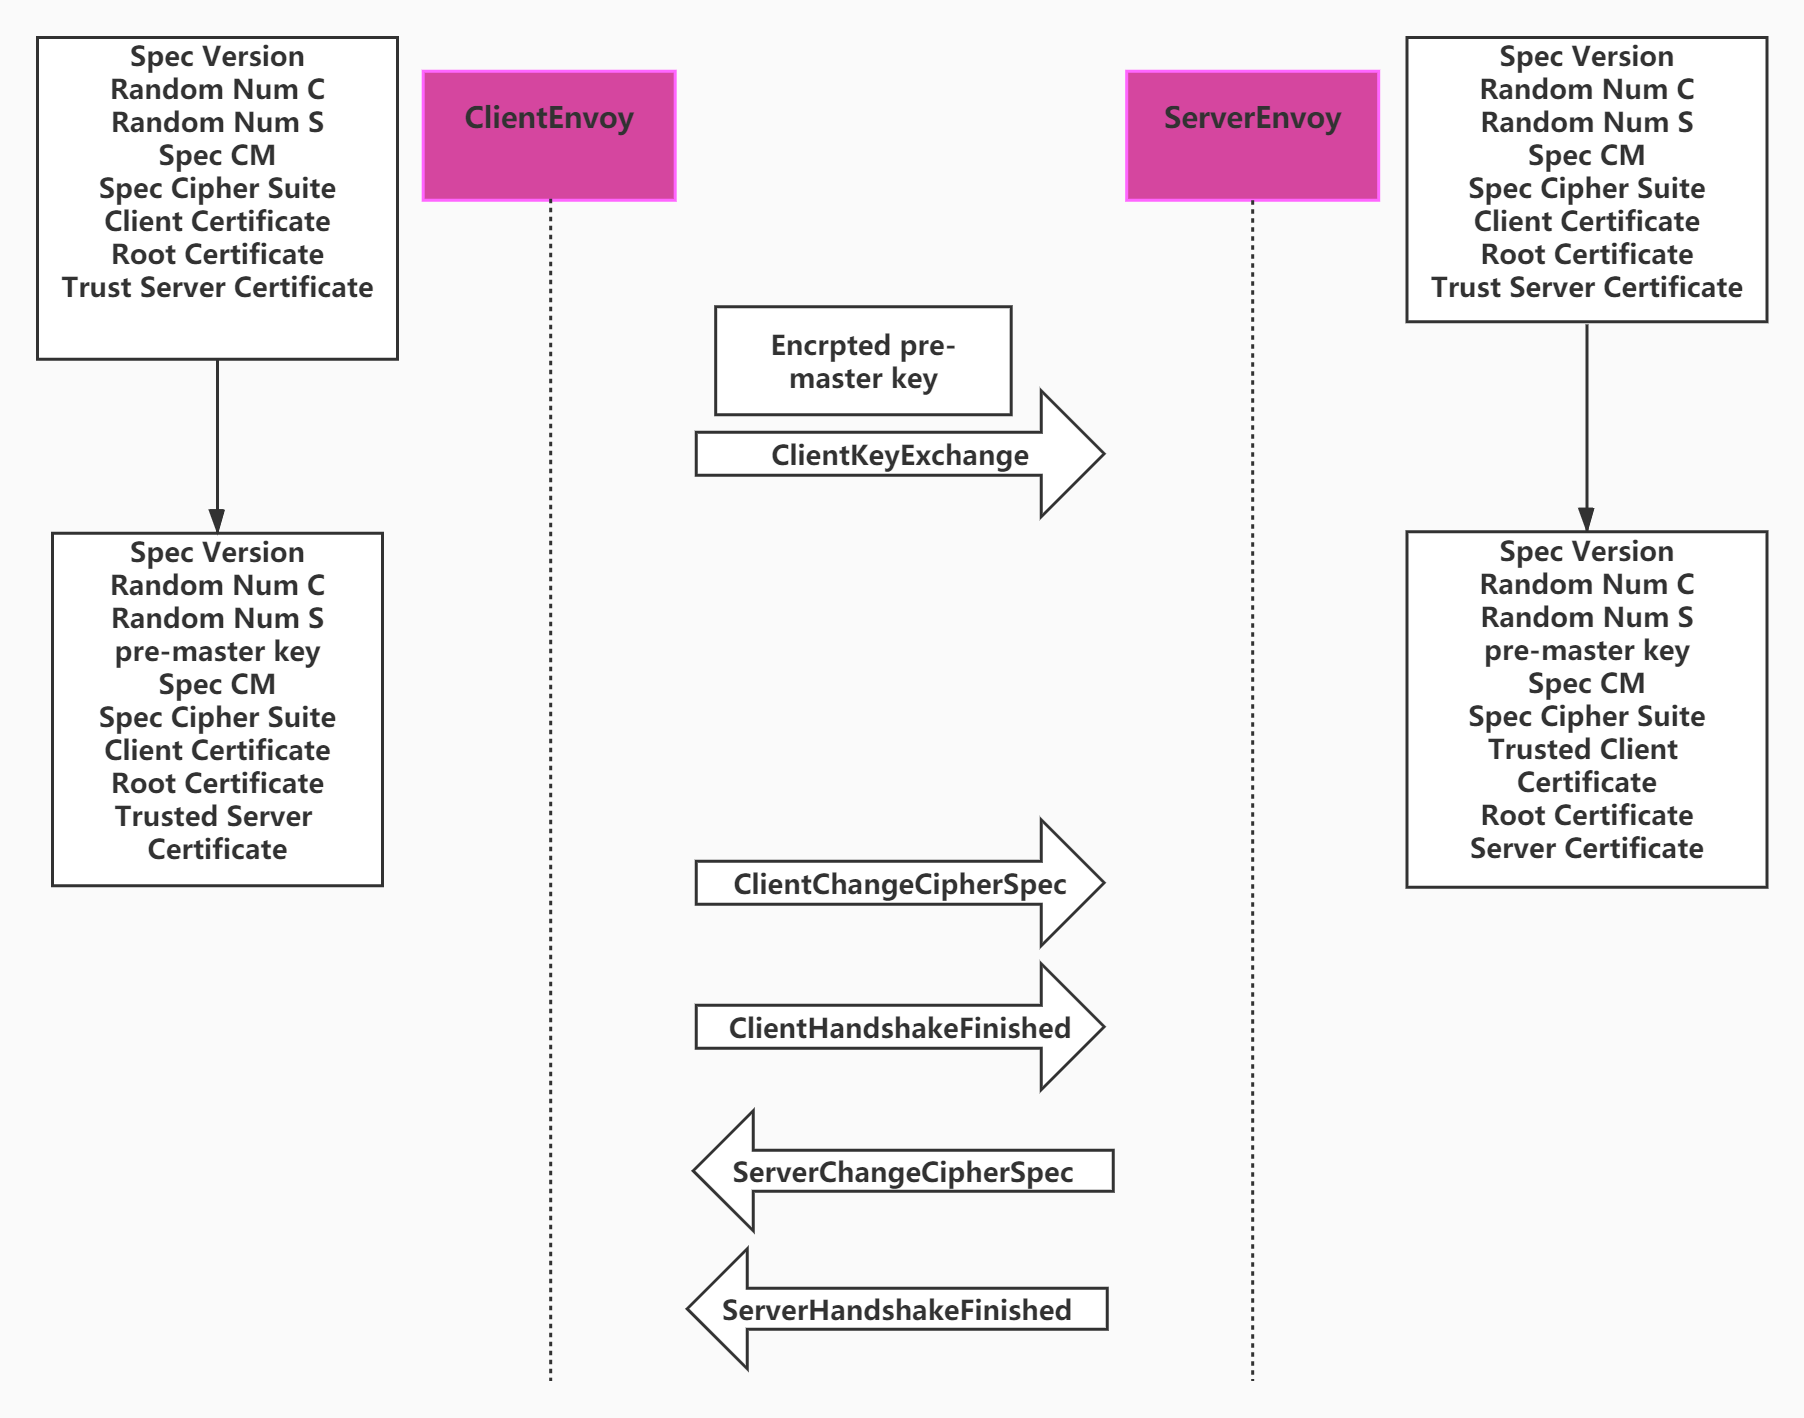 Spec Version
Random Num C
Random Num S
Spec CM
Spec Cipher Suite
Client Certificate
Root Certificate
Trust Server Certificate
ClientEnvoy
ServerEnvoy
Spec Version
Random Num C
Random Num S
Spec CM
Spec Cipher Suite
Client Certificate
Root Certificate
Trust Server Certificate
Encrpted pre-
master key
ClientKeyExchange
Spec Version
Random Num C
Random Num S
pre-master key
Spec CM
Spec Cipher Suite
Client Certificate
Root Certificate
Trusted Server
Certificate
Spec Version
Random Num C
Random Num S
pre-master key
Spec CM
Spec Cipher Suite
Trusted Client
Certificate
Root Certificate
Server Certificate
ClientChangeCipherSpec
ClientHandshakeFinished
ServerChangeCipherSpec
ServerHandshakeFinished